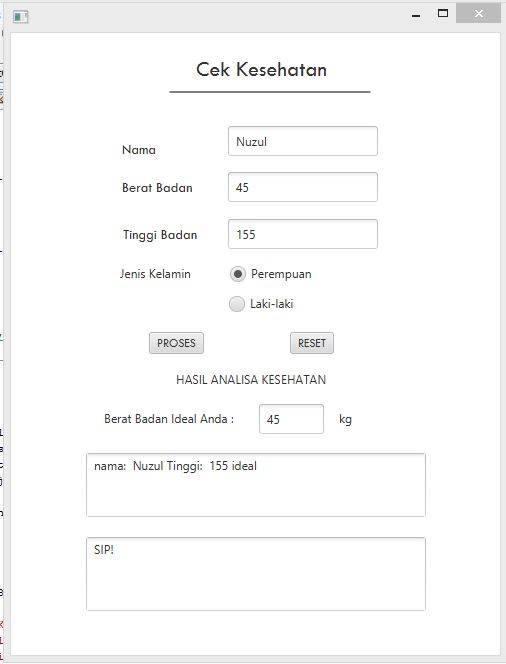 Cek Kesehatan
Nama
Nuzul
Berat Badan
45
Tinggi Badan
155
Jenis Kelamin
Perempuan
Laki-laki
PROSES
RESET
HASIL ANALISA KESEHATAN
Berat Badan Ideal Anda :
45
kg
nama:  Nuzul Tinggi:  155 ideal
SIP!